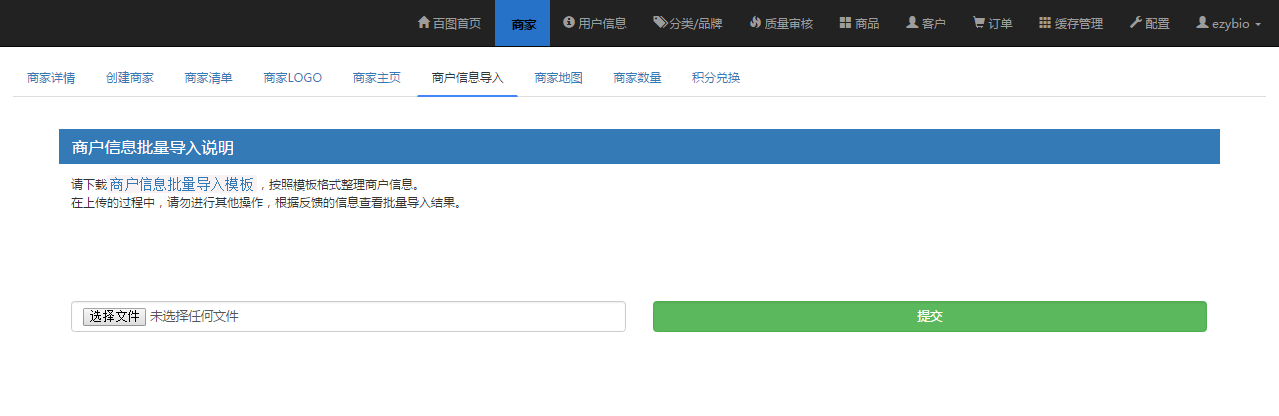 百图首页 商家 用户信息 分类/品牌 质量审核 商品 客户 订单 缓存管理 配置 ezybio
商家详情 创建商家 商家清单 商家LOGO 商家主页 商户信息导入 商家地图 商家数量 积分兑换
商户信息批量导入说明
请下载 商户信息批量导入模板 ，按照模板格式整理商户信息。
在上传的过程中，请勿进行其他操作，根据反馈的信息查看批量导入结果。
选择文件 未选择任何文件 提交